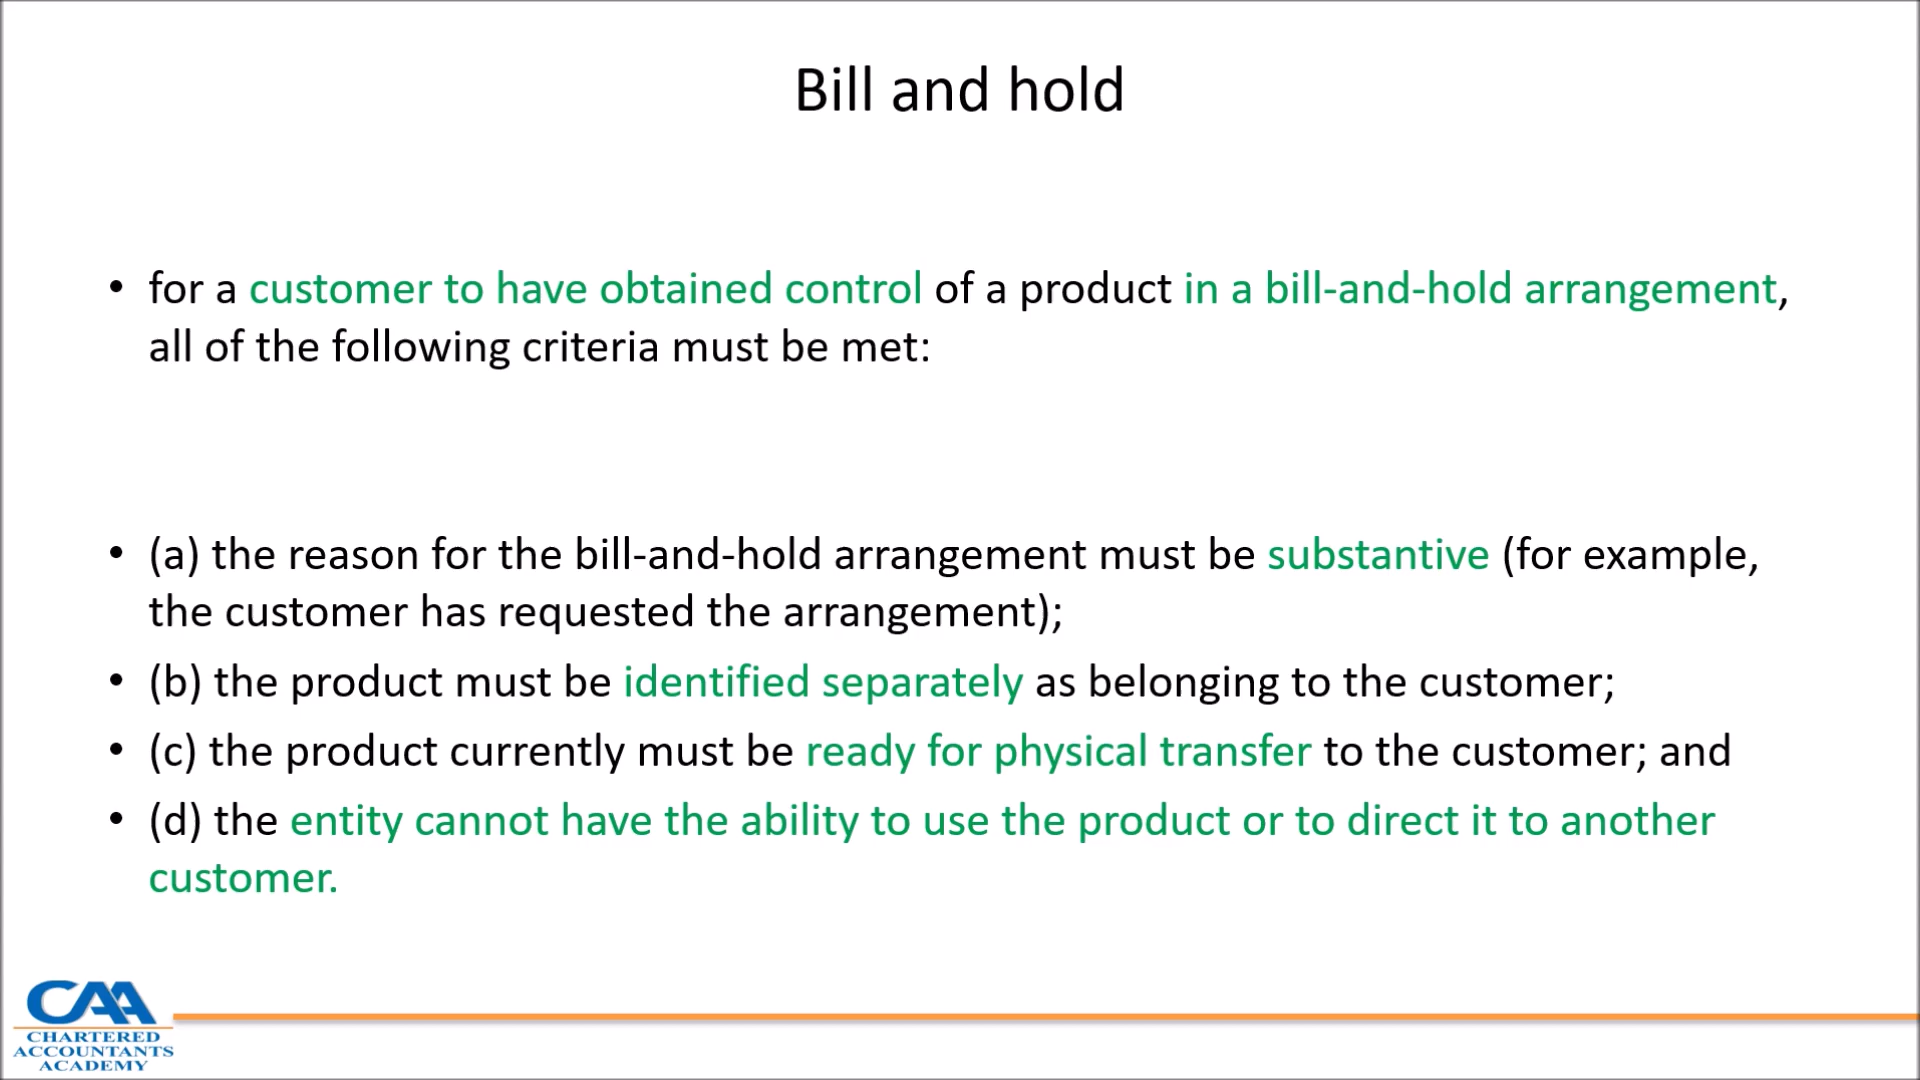 Bill and hold
• for a customer to have obtained control of a product in a bill-and-hold arrangement,
all of the following criteria must be met:
• (a) the reason for the bill-and-hold arrangement must be substantive (for example,
the customer has requested the arrangement);
• (b) the product must be identified separately as belonging to the customer;
• (c) the product currently must be ready for physical transfer to the customer; and
• (d) the entity cannot have the ability to use the product or to direct it to another
customer.
CAA
CHARTERED
ACCOUNTANTS
ACADEMY